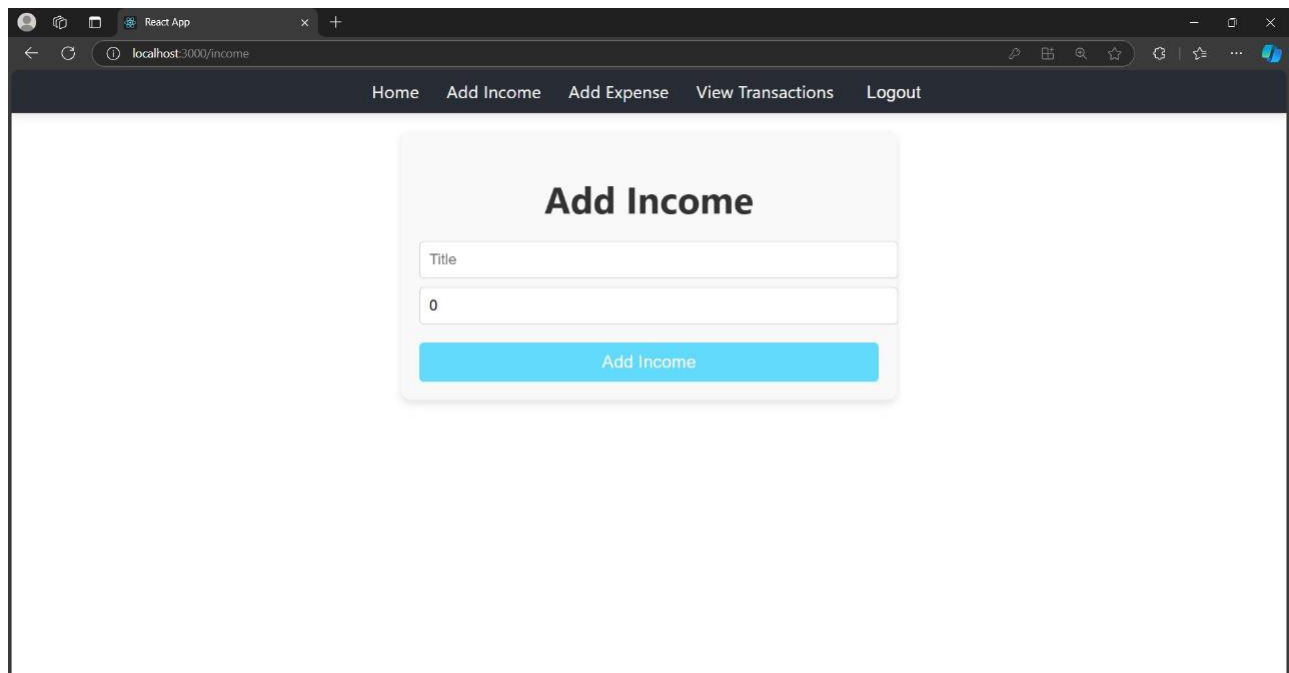 React App
localhost:3000/income
Home Add Income Add Expense View Transactions Logout
Add Income
Title
0
Add Income